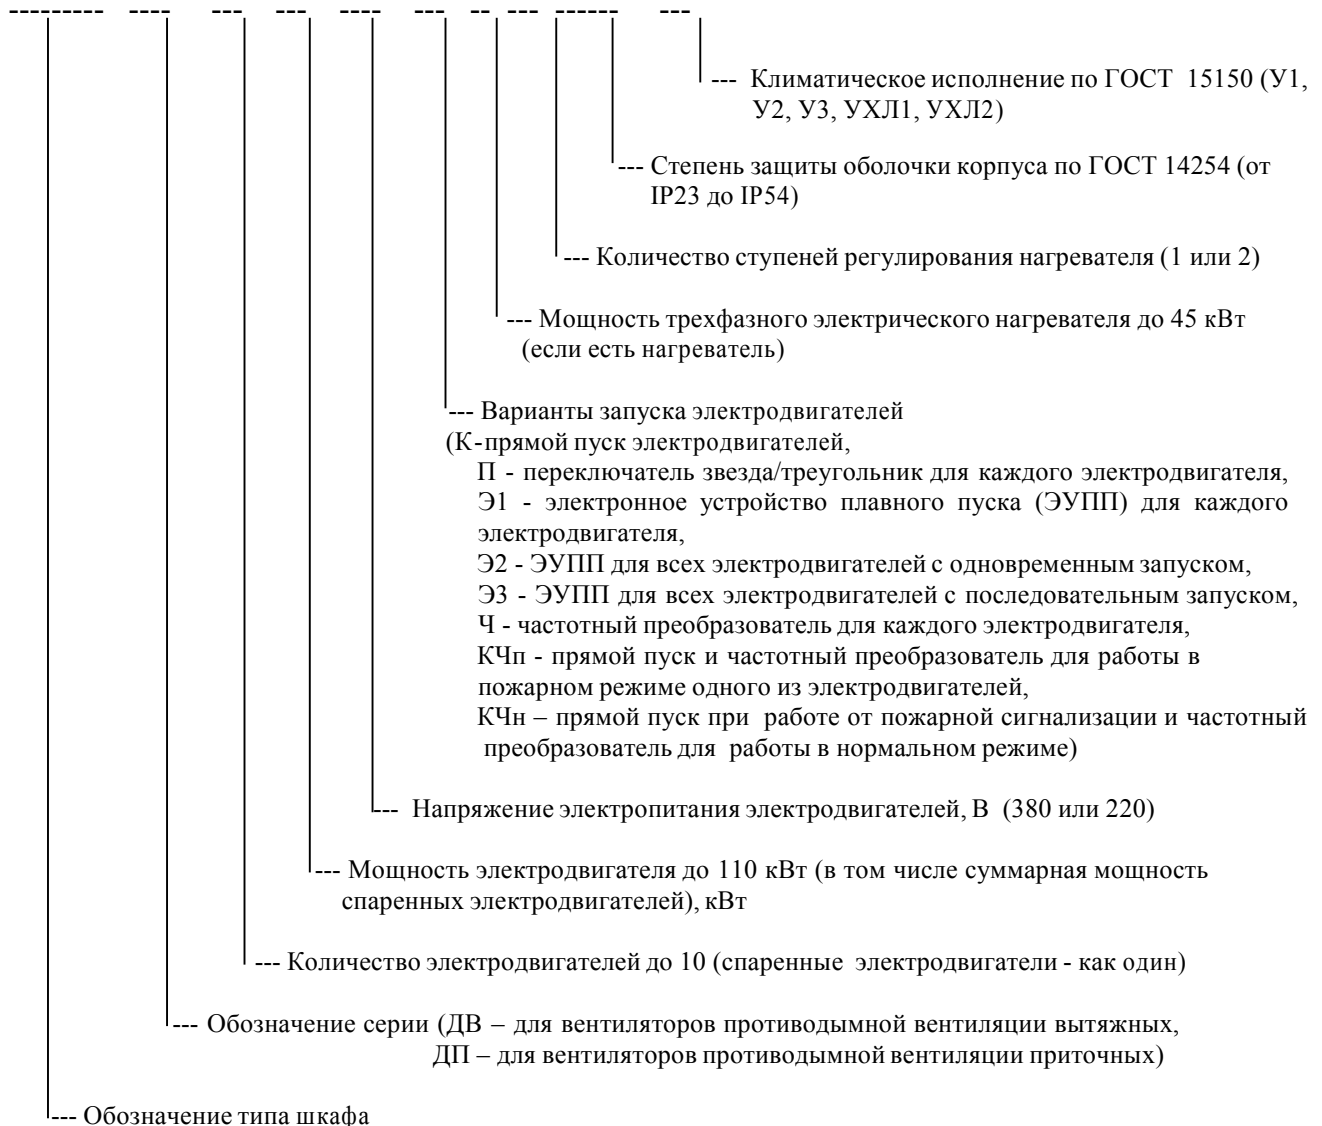 --------- ---- --- --- ---- --- -- --- ------ ---
--- Климатическое исполнение по ГОСТ 15150 (У1,
У2, У3, УХЛ1, УХЛ2)
--- Степень защиты оболочки корпуса по ГОСТ 14254 (от
IP23 до IP54)
--- Количество ступеней регулирования нагревателя (1 или 2)
--- Мощность трехфазного электрического нагревателя до 45 кВт
(если есть нагреватель)
--- Варианты запуска электродвигателей
(К-прямой пуск электродвигателей,
П - переключатель звезда/треугольник для каждого электродвигателя,
Э1 - электронное устройство плавного пуска (ЭУПП) для каждого
электродвигателя,
Э2 - ЭУПП для всех электродвигателей с одновременным запуском,
Э3 - ЭУПП для всех электродвигателей с последовательным запуском,
Ч - частотный преобразователь для каждого электродвигателя,
КЧп - прямой пуск и частотный преобразователь для работы в
пожарном режиме одного из электродвигателей,
КЧн – прямой пуск при работе от пожарной сигнализации и частотный
преобразователь для работы в нормальном режиме)
--- Напряжение электропитания электродвигателей, В (380 или 220)
--- Мощность электродвигателя до 110 кВт (в том числе суммарная мощность
спаренных электродвигателей), кВт
--- Количество электродвигателей до 10 (спаренные электродвигатели - как один)
--- Обозначение серии (ДВ – для вентиляторов противодымной вентиляции вытяжных,
ДП – для вентиляторов противодымной вентиляции приточных)
--- Обозначение типа шкафа